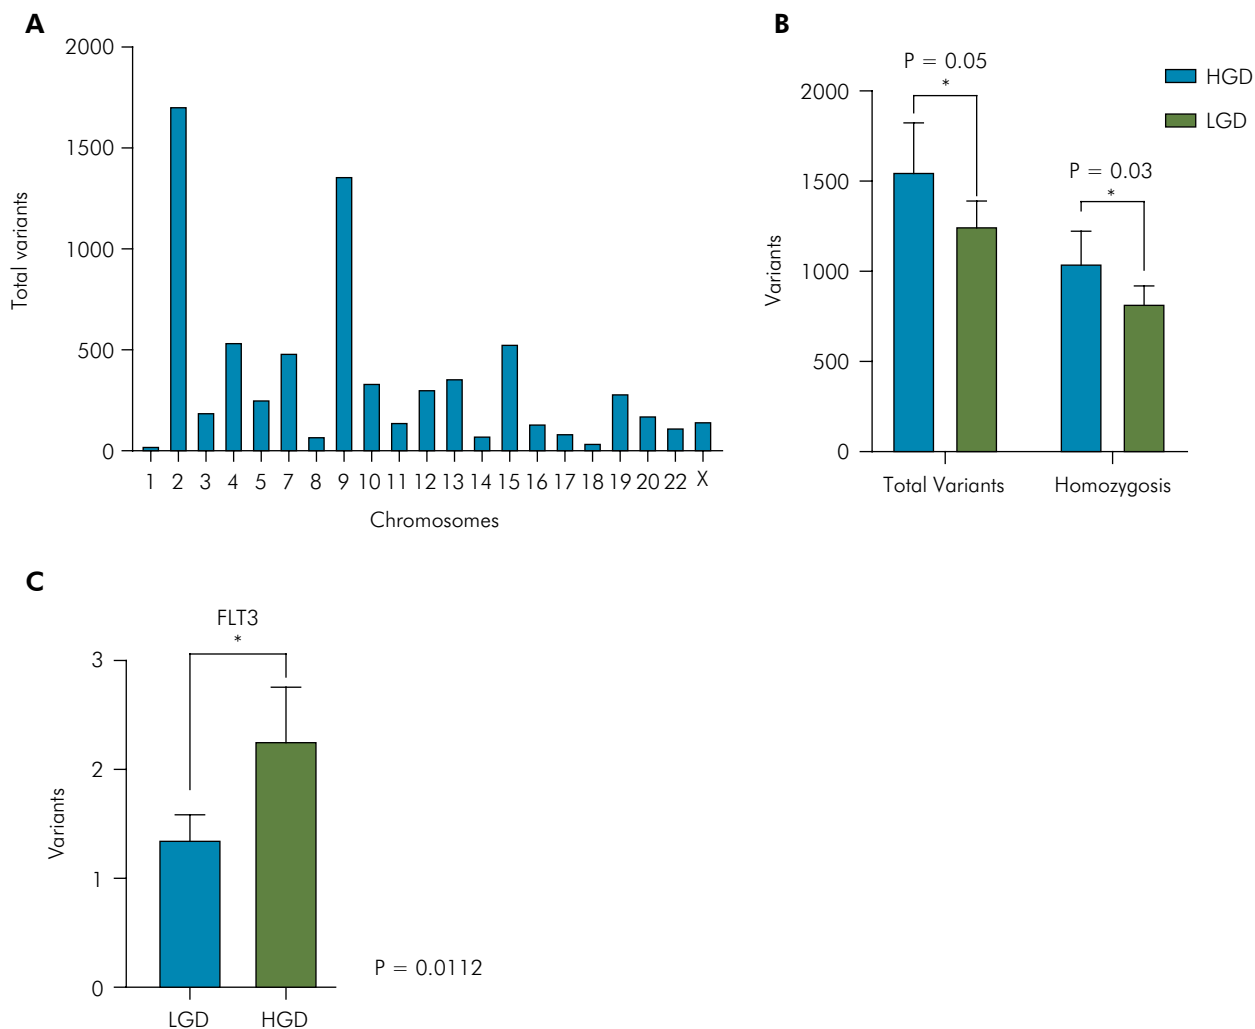 A
2000
1500
1000
500
0
Total variants
1 2 3 4 5 7 8 9 10 11 12 13 14 15 16 17 18 19 20 22 X
Chromosomes
B
P = 0.05
*
P = 0.03
*
HGD
LGD
2000
1500
1000
500
0
Variants
Total Variants Homozygosis
C
FLT3
*
3
2
1
0
Variants
P = 0.0112
LGD HGD